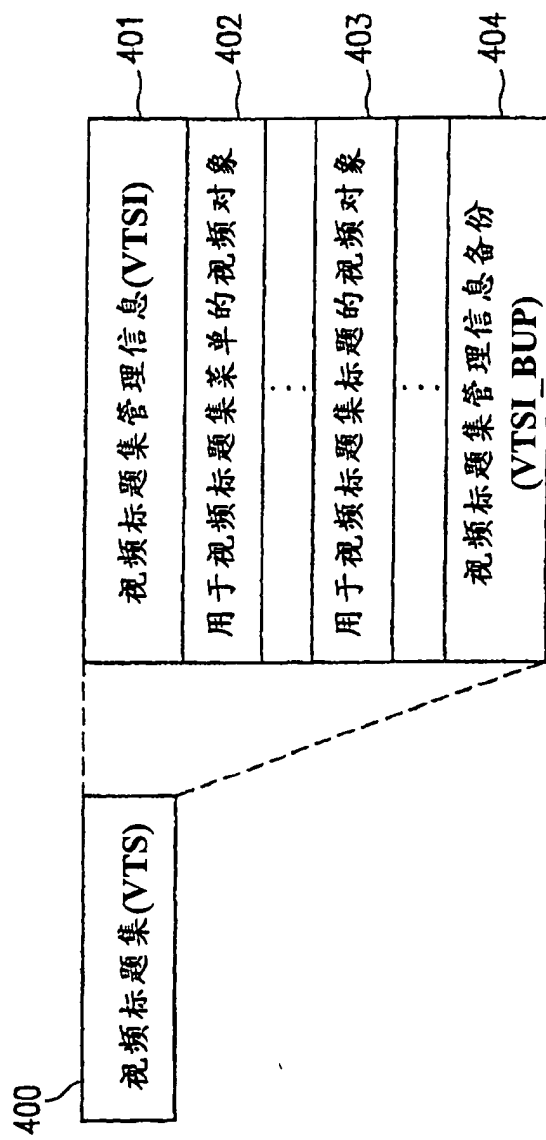 400
视频标题集(VTS)
视频标题集管理信息(VTSI)
401
用于视频标题集菜单的视频对象
402
⋮
用于视频标题集标题的视频对象
403
⋮
视频标题集管理信息备份
(VTSI_BUP)
404